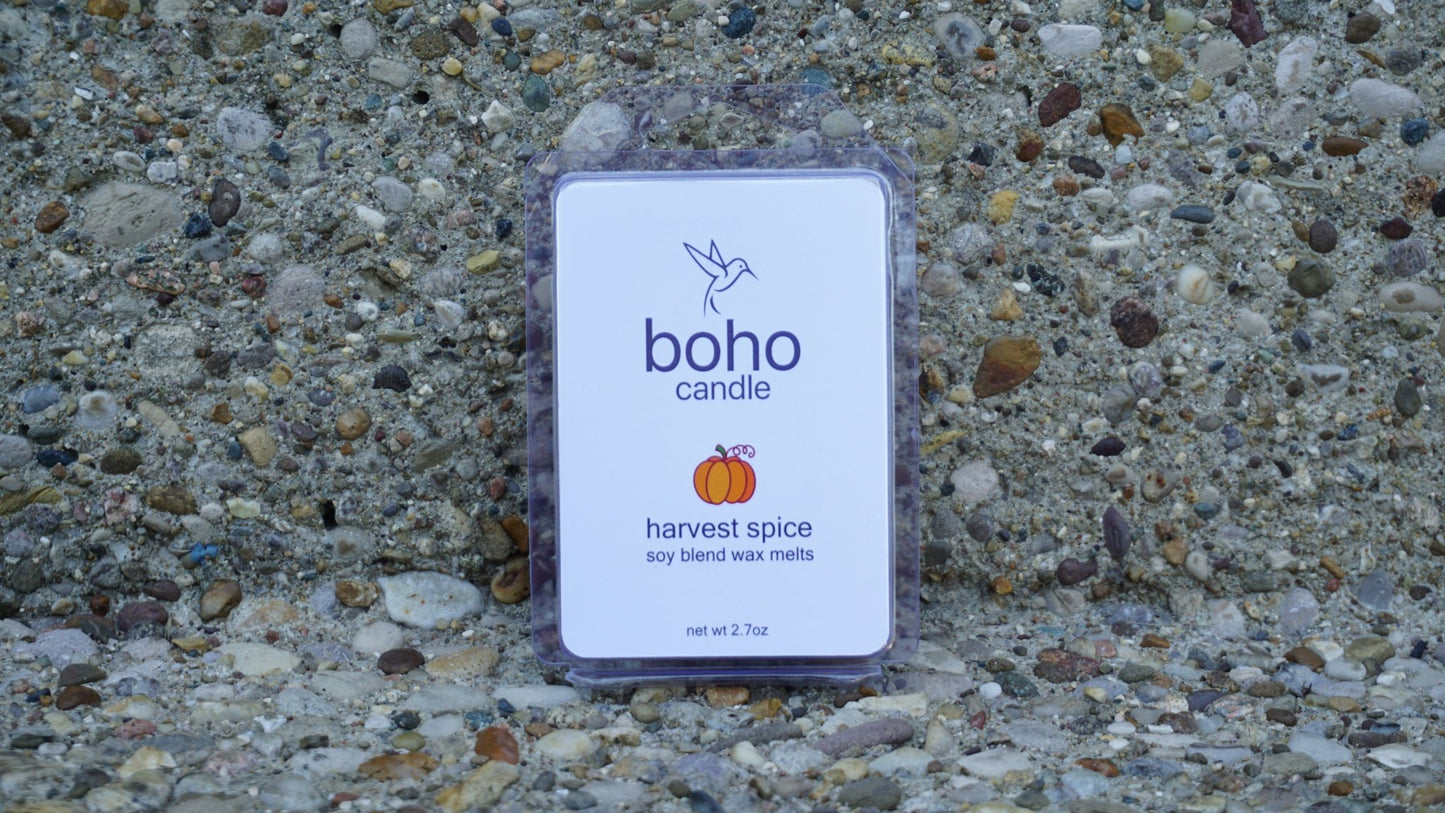 boho
candle
harvest spice
soy blend wax melts
net wt 2.7oz